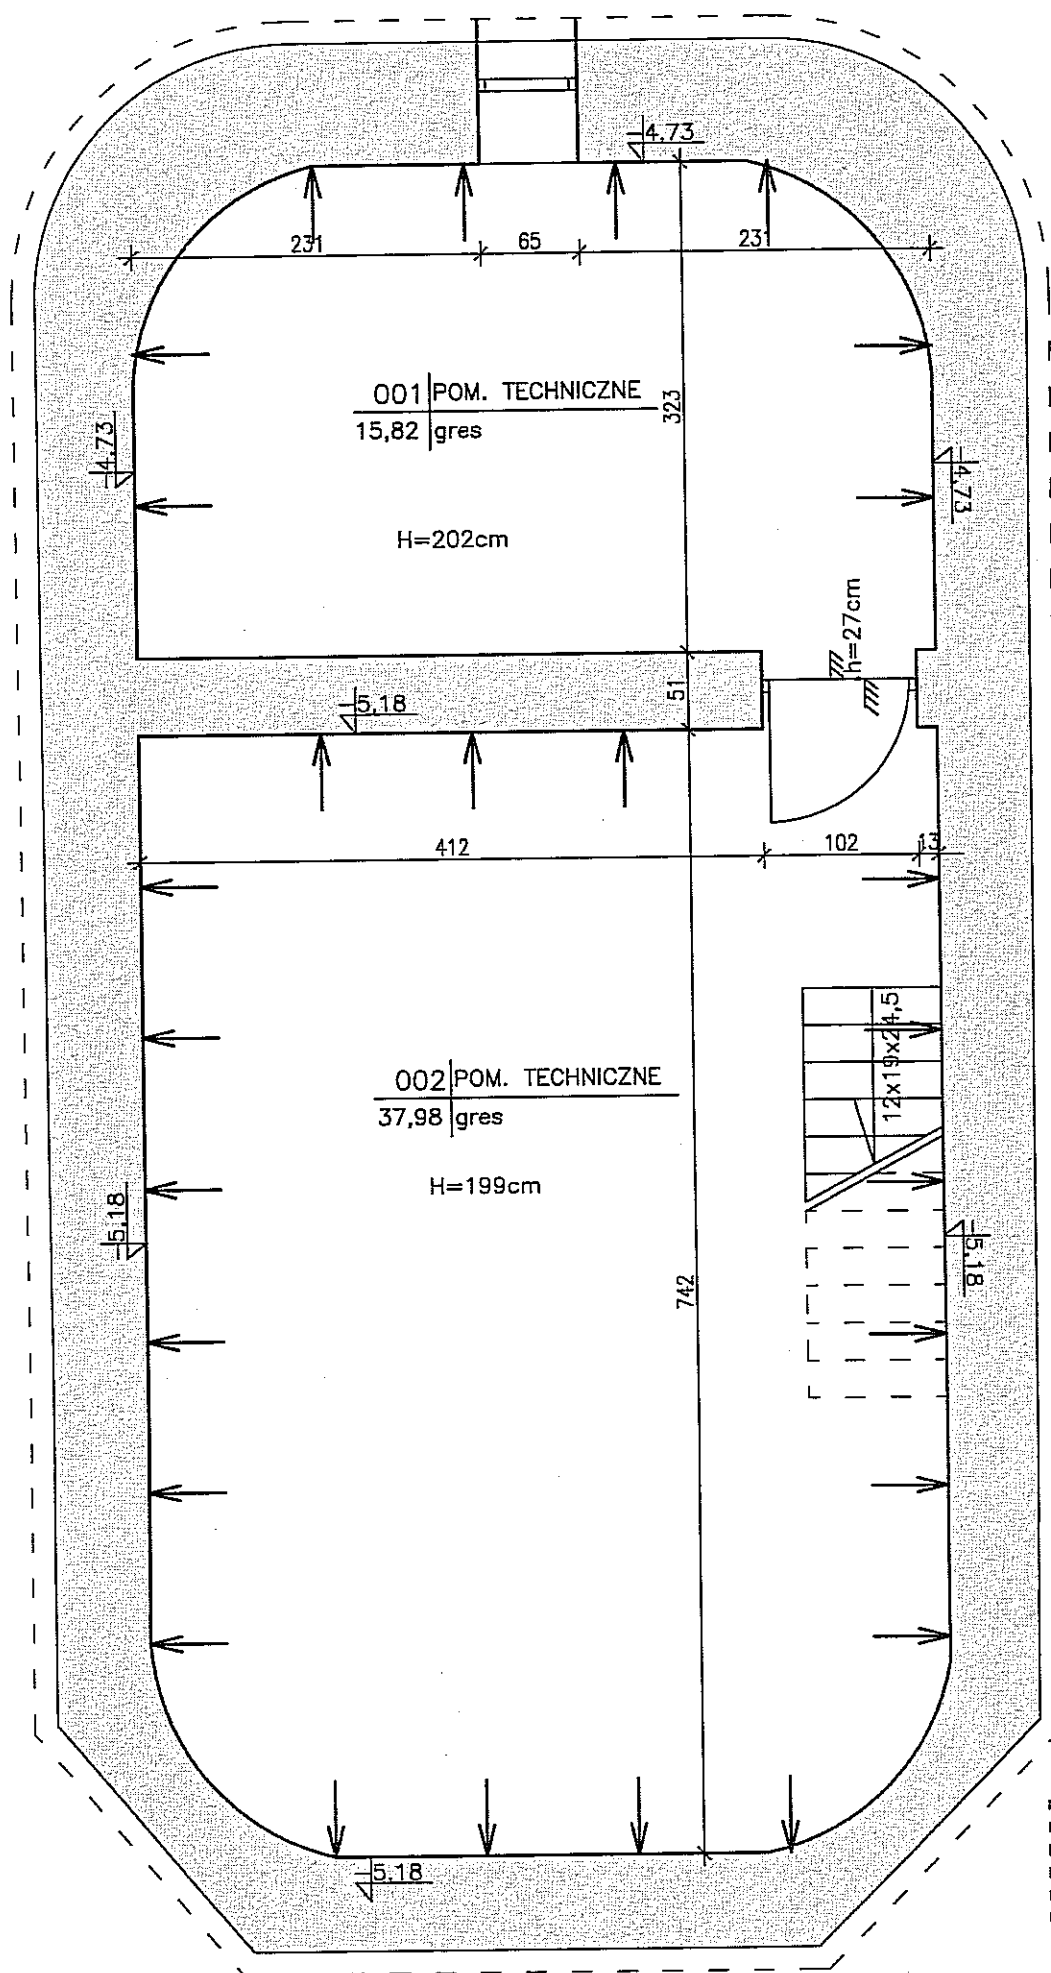 -4,73
231
65
231
001 POM. TECHNICZNE
15,82 gres
323
-4,73
-4,73
H=202cm
h=27cm
51
-5,18
412
102
13
12x19x24,5
002 POM. TECHNICZNE
37,98 gres
H=199cm
-5,18
-5,18
742
-5,18